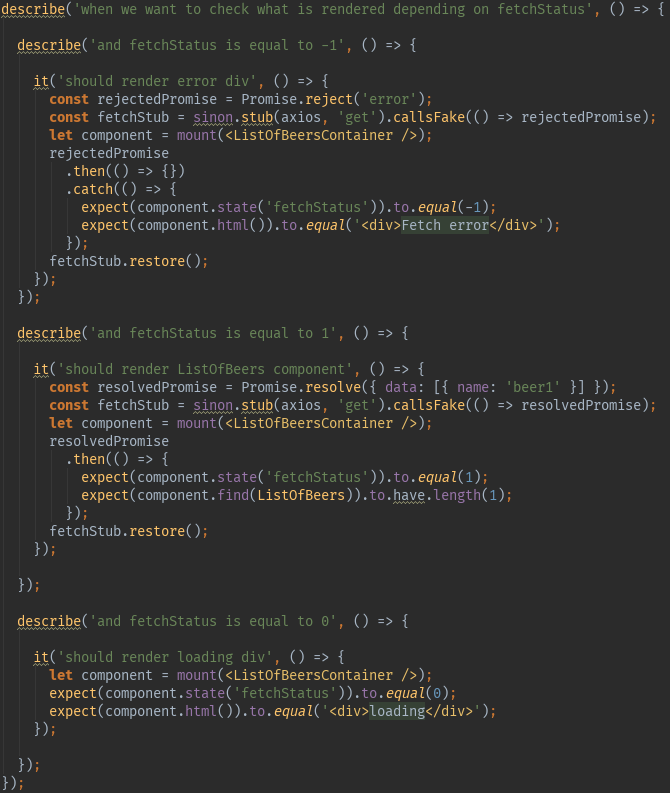 describe('when we want to check what is rendered depending on fetchStatus', () => {
describe('and fetchStatus is equal to -1', () => {
it('should render error div', () => {
const rejectedPromise = Promise.reject('error');
const fetchStub = sinon.stub(axios, 'get').callsFake(() => rejectedPromise);
let component = mount(<ListOfBeersContainer />);
rejectedPromise
.then(() => {})
.catch(() => {
expect(component.state('fetchStatus')).to.equal(-1);
expect(component.html()).to.equal('<div>Fetch error</div>');
});
fetchStub.restore();
});
});
describe('and fetchStatus is equal to 1', () => {
it('should render ListOfBeers component', () => {
const resolvedPromise = Promise.resolve({ data: [{ name: 'beer1' }] });
const fetchStub = sinon.stub(axios, 'get').callsFake(() => resolvedPromise);
let component = mount(<ListOfBeersContainer />);
resolvedPromise
.then(() => {
expect(component.state('fetchStatus')).to.equal(1);
expect(component.find(ListOfBeers)).to.have.length(1);
});
fetchStub.restore();
});
});
describe('and fetchStatus is equal to 0', () => {
it('should render loading div', () => {
let component = mount(<ListOfBeersContainer />);
expect(component.state('fetchStatus')).to.equal(0);
expect(component.html()).to.equal('<div>loading</div>');
});
});
});